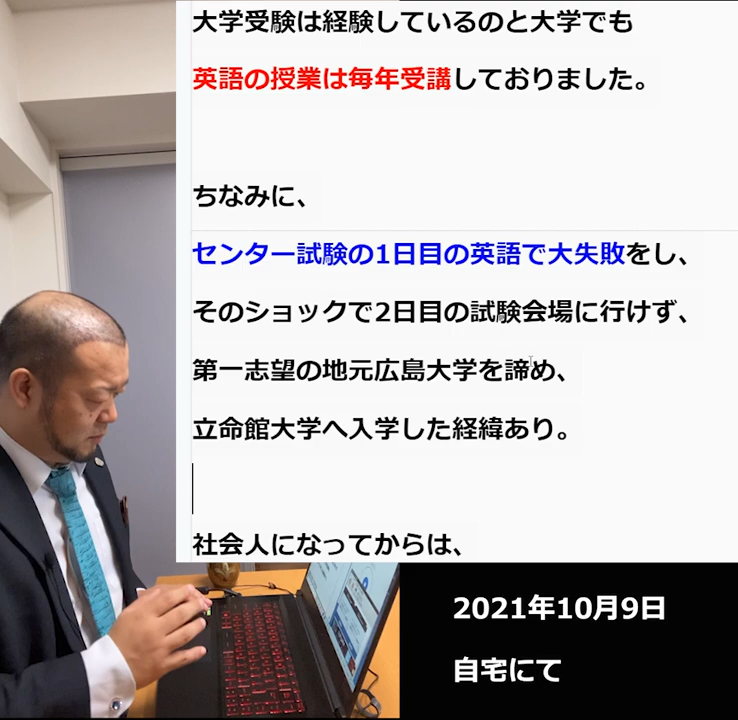 大学受験は経験しているのと大学でも
英語の授業は毎年受講しておりました。
ちなみに、
センター試験の1日目の英語で大失敗をし、
そのショックで2日目の試験会場に行けず、
第一志望の地元広島大学を諦め、
立命館大学へ入学した経緯あり。
社会人になってからは、
2021年10月9日
自宅にて